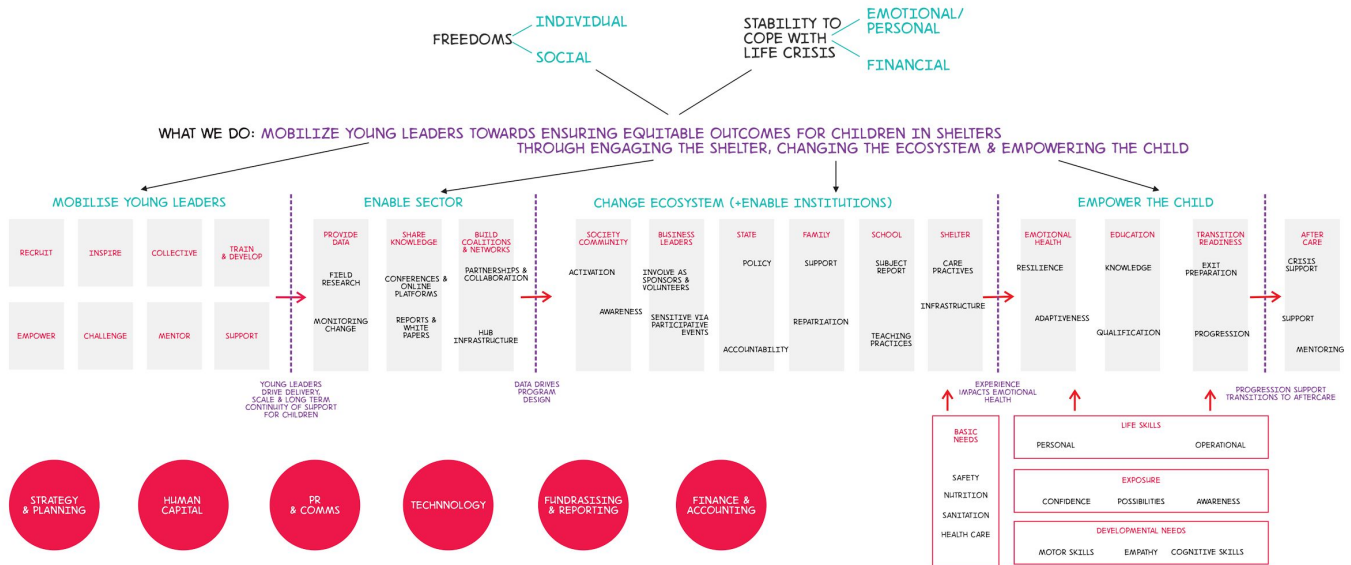 FREEDOMS
INDIVIDUAL
SOCIAL
STABILITY TO
COPE WITH
LIFE CRISIS
EMOTIONAL/
PERSONAL
FINANCIAL
WHAT WE DO: MOBILIZE YOUNG LEADERS TOWARDS ENSURING EQUITABLE OUTCOMES FOR CHILDREN IN SHELTERS
THROUGH ENGAGING THE SHELTER, CHANGING THE ECOSYSTEM & EMPOWERING THE CHILD
MOBILISE YOUNG LEADERS
RECRUIT
INSPIRE
COLLECTIVE
TRAIN
& DEVELOP
EMPOWER
CHALLENGE
MENTOR
SUPPORT
YOUNG LEADERS
DRIVE DELIVERY,
SCALE & LONG TERM
CONTINUITY OF SUPPORT
FOR CHILDREN
ENABLE SECTOR
PROVIDE
DATA
FIELD
RESEARCH
MONITORING
CHANGE
SHARE
KNOWLEDGE
CONFERENCES &
ONLINE
PLATFORMS
REPORTS &
WHITE
PAPERS
BUILD
COALITIONS
& NETWORKS
PARTNERSHIPS &
COLLABORATION
HUB
INFRASTRUCTURE
DATA DRIVES
PROGRAM
DESIGN
CHANGE ECOSYSTEM (+ENABLE INSTITUTIONS)
SOCIETY
COMMUNITY
ACTIVATION
AWARENESS
BUSINESS
LEADERS
INVOLVE AS
SPONSORS &
VOLUNTEERS
SENSITIVE VIA
PARTICIPATIVE
EVENTS
STATE
POLICY
ACCOUNTABILITY
FAMILY
SUPPORT
REPATRIATION
SCHOOL
SUBJECT
REPORT
TEACHING
PRACTICES
SHELTER
CARE
PRACTIVES
INFRASTRUCTURE
EXPERIENCE
IMPACTS EMOTIONAL
HEALTH
EMPOWER THE CHILD
EMOTIONAL
HEALTH
RESILIENCE
ADAPTIVENESS
EDUCATION
KNOWLEDGE
QUALIFICATION
TRANSITION
READINESS
EXIT
PREPARATION
PROGRESSION
PROGRESSION SUPPORT
TRANSITIONS TO AFTERCARE
AFTER
CARE
CRISIS
SUPPORT
SUPPORT
MENTORING
BASIC
NEEDS
SAFETY
NUTRITION
SANITATION
HEALTH CARE
LIFE SKILLS
PERSONAL
OPERATIONAL
EXPOSURE
CONFIDENCE
POSSIBILITIES
AWARENESS
DEVELOPMENTAL NEEDS
MOTOR SKILLS
EMPATHY
COGNITIVE SKILLS
STRATEGY
& PLANNING
HUMAN
CAPITAL
PR
& COMMS
TECHNNOLOGY
FUNDRASISING
& REPORTING
FINANCE &
ACCOUNTING